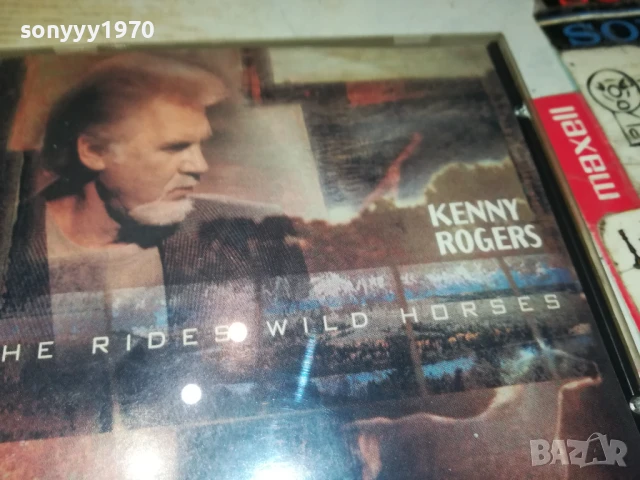 sonyyy1970
SO
maxell
KENNY
ROGERS
HE RIDES WILD HORSES
BAZAR